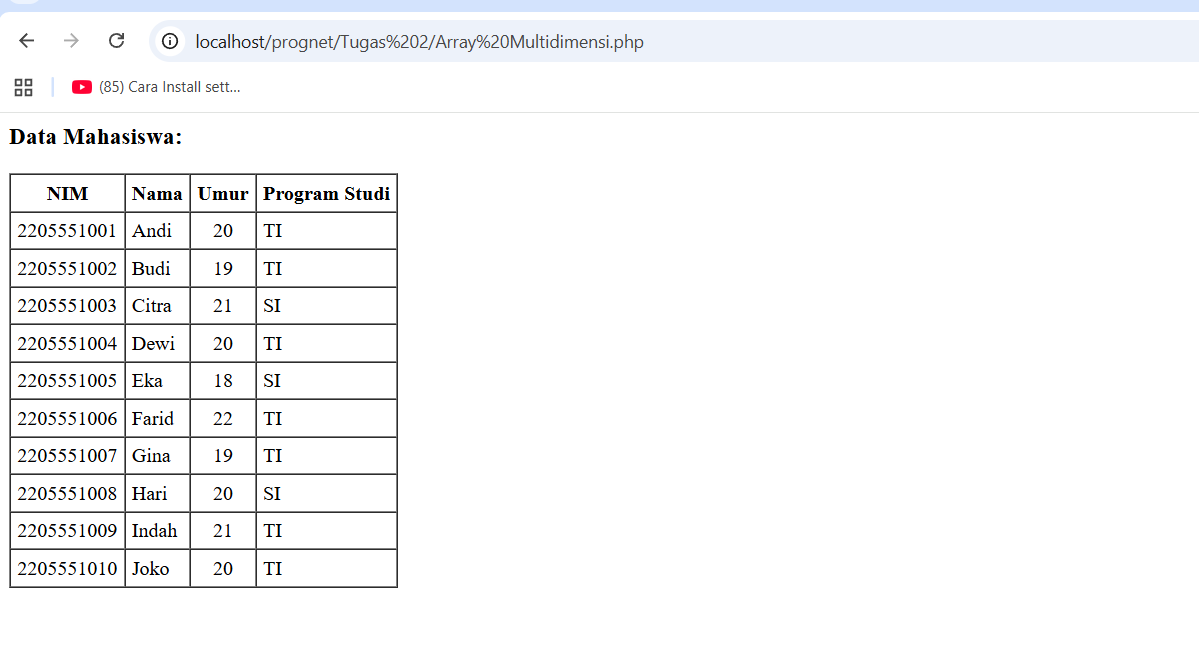 localhost/prognet/Tugas%202/Array%20Multidimensi.php
(85) Cara Install sett...
Data Mahasiswa:
NIM Nama Umur Program Studi
2205551001 Andi 20 TI
2205551002 Budi 19 TI
2205551003 Citra 21 SI
2205551004 Dewi 20 TI
2205551005 Eka 18 SI
2205551006 Farid 22 TI
2205551007 Gina 19 TI
2205551008 Hari 20 SI
2205551009 Indah 21 TI
2205551010 Joko 20 TI